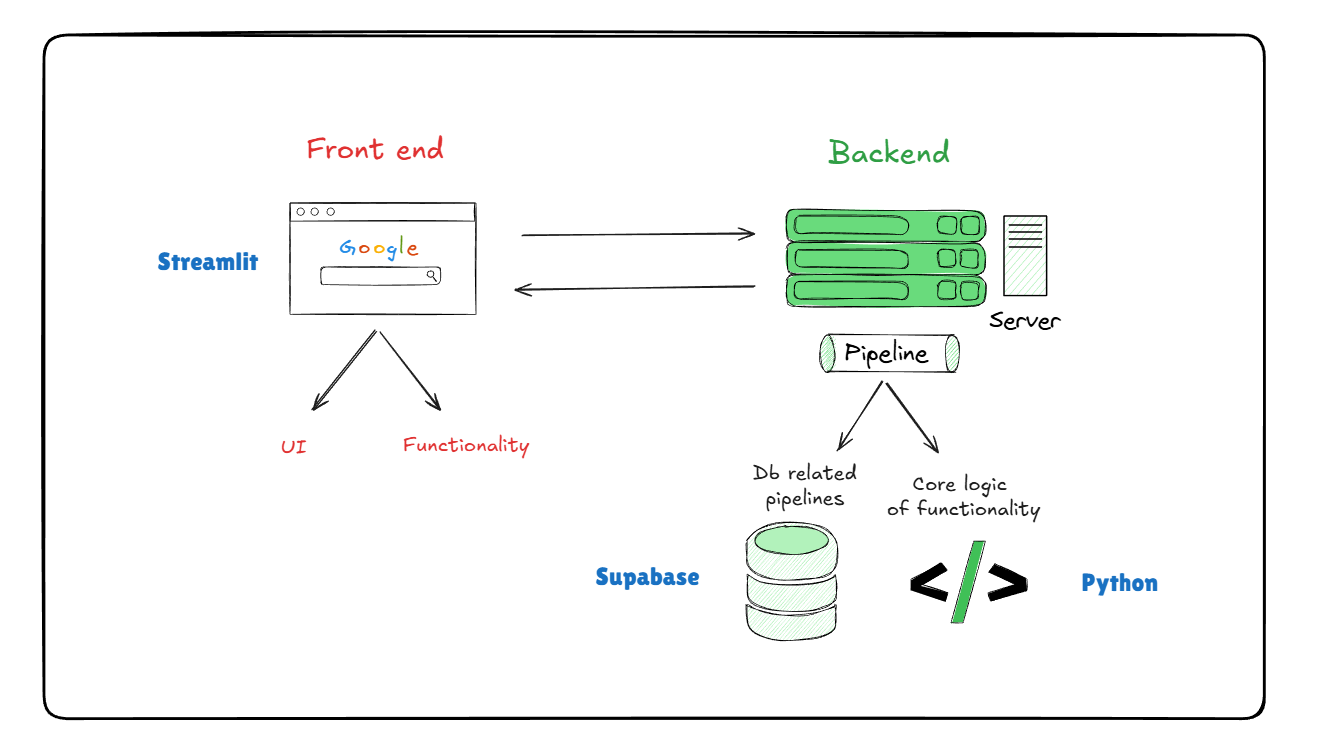 Front end
Backend
Google
Streamlit
Server
Pipeline
UI
Functionality
Db related
pipelines
Core logic
of functionality
Supabase
Python